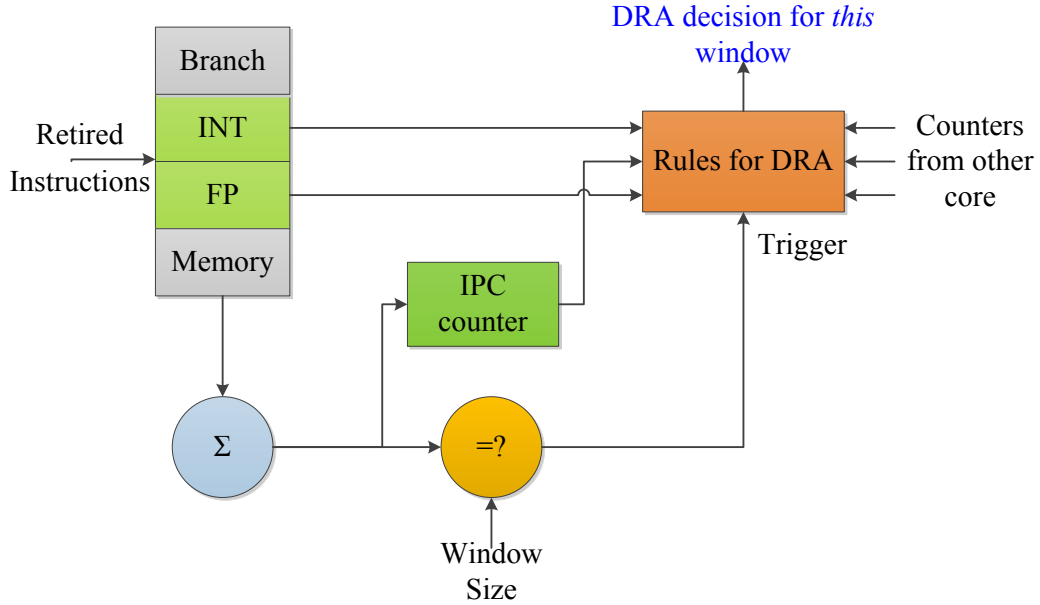 DRA decision for this
window
Branch
INT
FP
Memory
Retired
Instructions
Rules for DRA
Counters
from other
core
Trigger
IPC
counter
Σ
=?
Window
Size